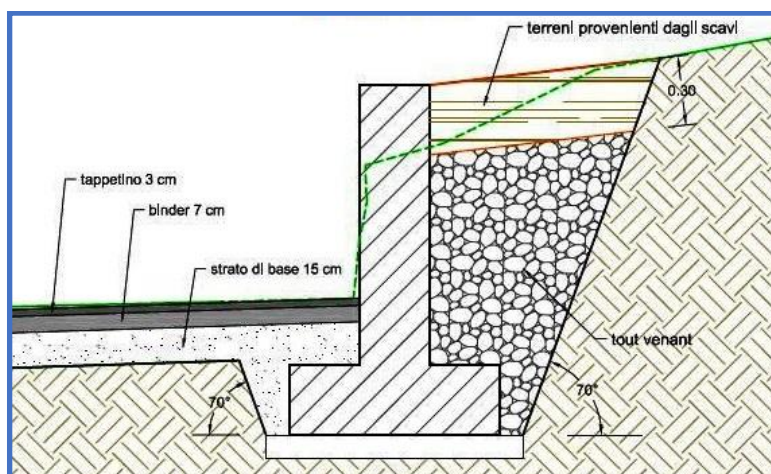 terreni provenienti dagli scavi
0.30
tappetino 3 cm
binder 7 cm
strato di base 15 cm
tout venant
70°
70°